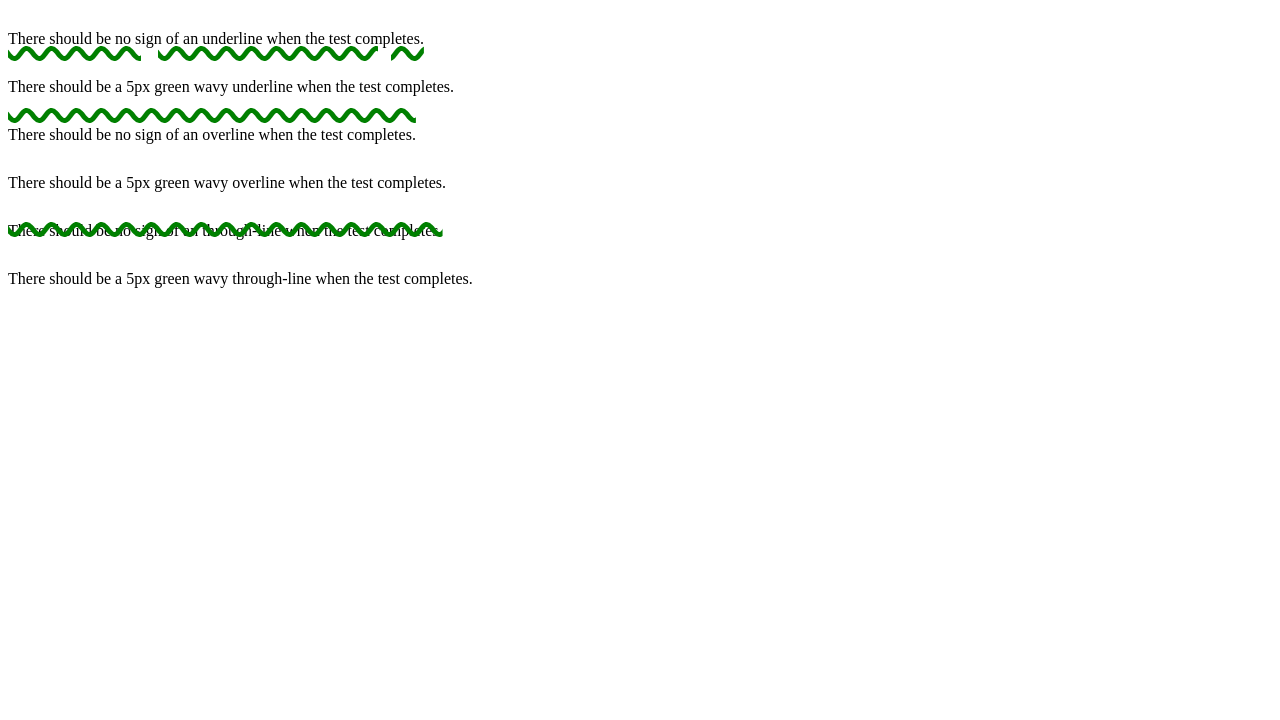 There should be no sign of an underline when the test completes.
There should be a 5px green wavy underline when the test completes.
There should be no sign of an overline when the test completes.
There should be a 5px green wavy overline when the test completes.
There should be no sign of an through-line when the test completes.
There should be a 5px green wavy through-line when the test completes.